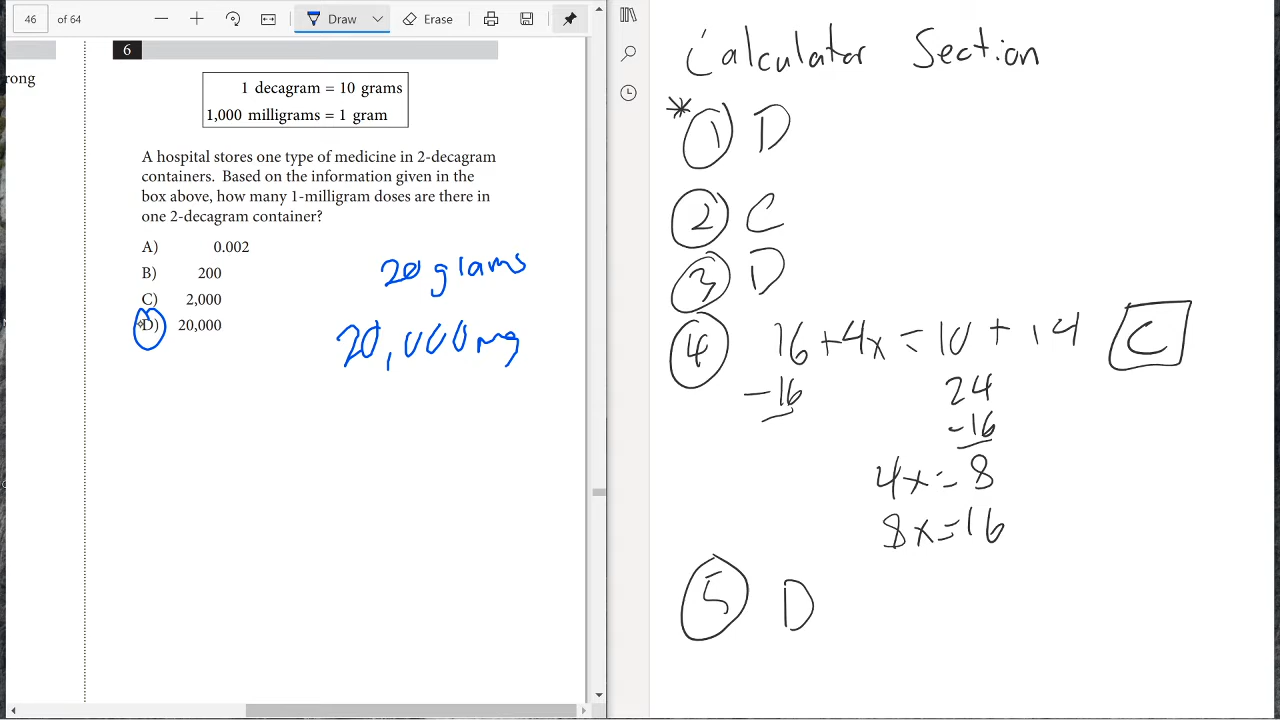 46 of 64
Draw
Erase
rong
6
1 decagram = 10 grams
1,000 milligrams = 1 gram
A hospital stores one type of medicine in 2-decagram
containers. Based on the information given in the
box above, how many 1-milligram doses are there in
one 2-decagram container?
A) 0.002
B) 200
C) 2,000
D) 20,000
20 grams
20,000 mg
Calculator Section
* 1 D
2 C
3 D
4 16+4x=10+14 C
-16 24
-16
4x=8
8x=16
5 D